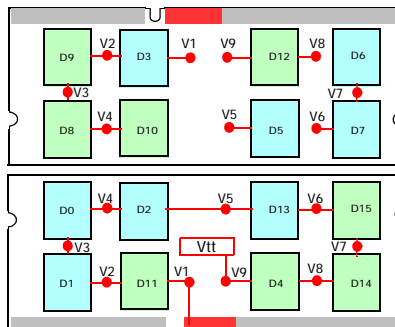 D9 V2 D3 V1 V9 D12 V8 D6
V3 V7
D8 V4 D10 V5 D5 V6 D7
D0 V4 D2 V5 D13 V6 D15
V3 Vtt V7
D1 V2 D11 V1 V9 D4 V8 D14